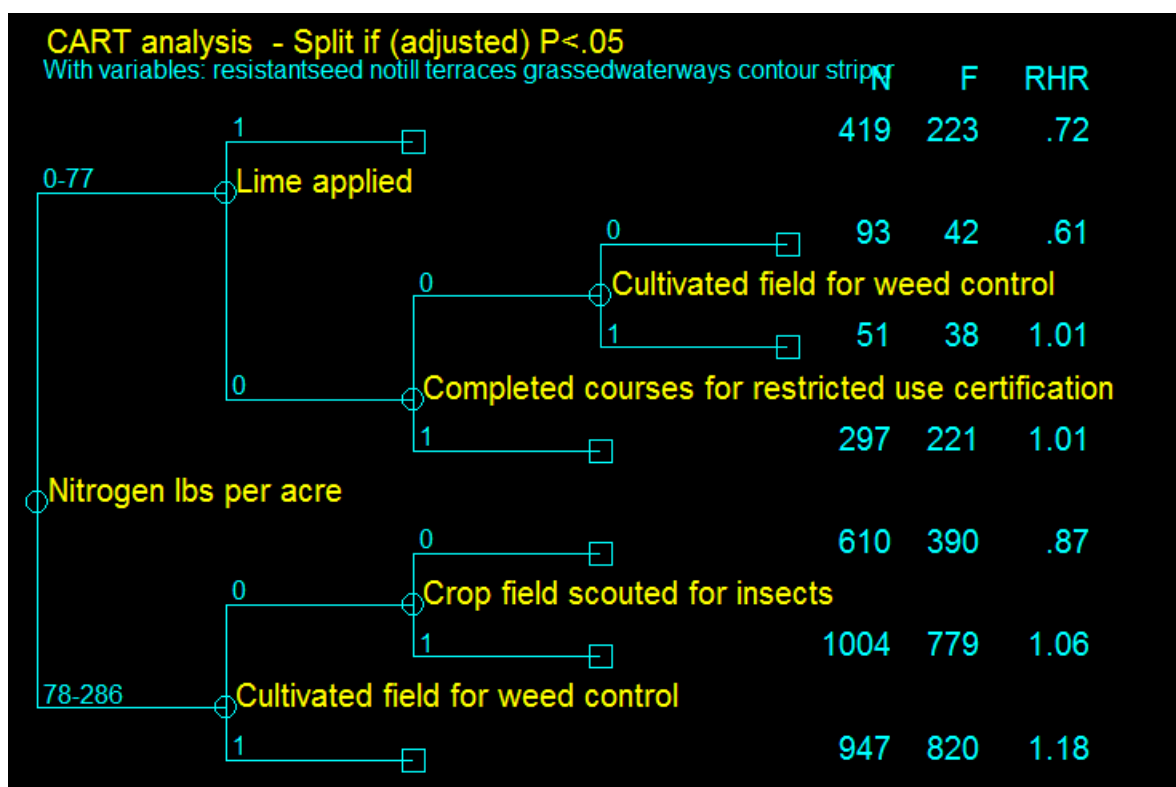 CART analysis - Split if (adjusted) P<.05
With variables: resistantseed notill terraces grassedwaterways contour
N F RHR
1 419 223 .72
0-77
Lime applied
0 93 42 .61
0 Cultivated field for weed control
1 51 38 1.01
0 Completed courses for restricted use certification
1 297 221 1.01
Nitrogen lbs per acre
0 610 390 .87
0 Crop field scouted for insects
1 1004 779 1.06
78-286 Cultivated field for weed control
1 947 820 1.18